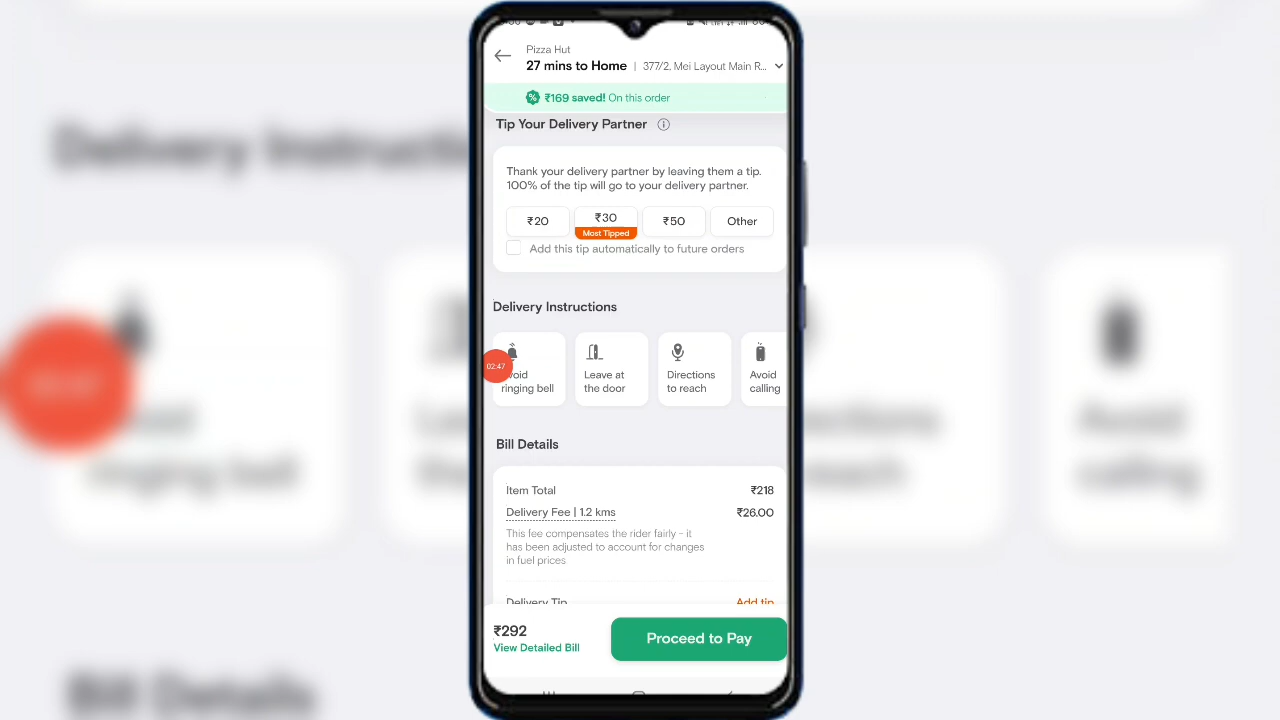 Pizza Hut
27 mins to Home | 377/2, Mei Layout Main R...
₹169 saved! On this order
Tip Your Delivery Partner
Thank your delivery partner by leaving them a tip.
100% of the tip will go to your delivery partner.
₹20 ₹30 ₹50 Other
Most Tipped
Add this tip automatically to future orders
Delivery Instructions
02:47
ringing bell
Leave at
the door
Directions
to reach
Avoid
calling
Bill Details
Item Total ₹218
Delivery Fee | 1.2 kms ₹26.00
This fee compensates the rider fairly - it
has been adjusted to account for changes
in fuel prices
Delivery Tip Add tip
₹292
View Detailed Bill
Proceed to Pay